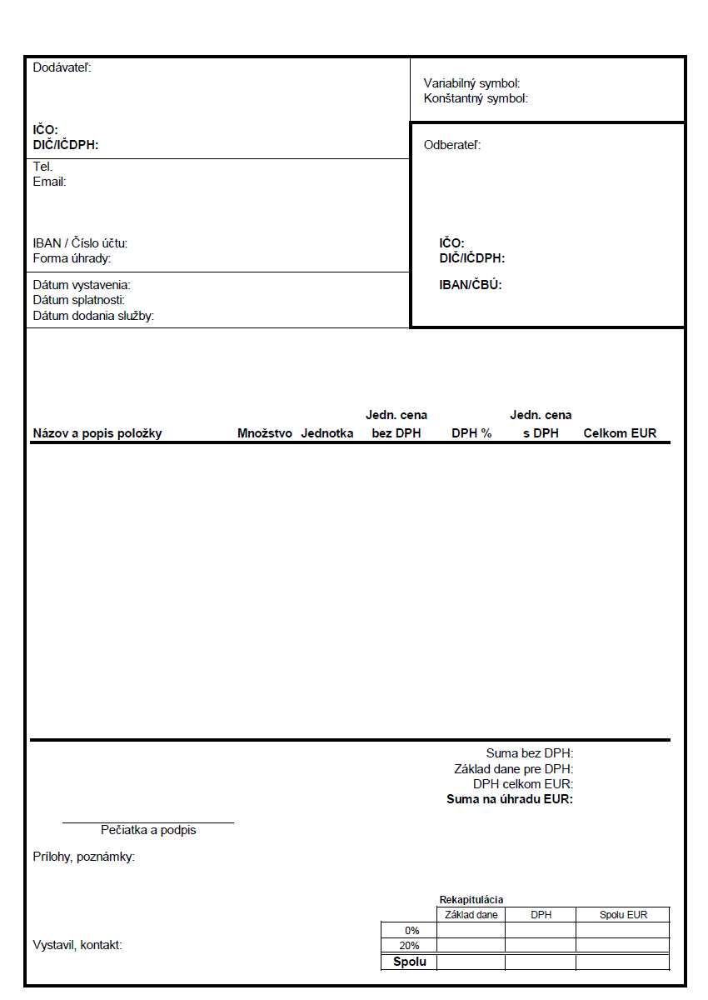 Dodávateľ:
Variabilný symbol:
Konštantný symbol:
IČO:
DIČ/IČDPH:
Odberateľ:
Tel.
Email:
IBAN / Číslo účtu:
Forma úhrady:
IČO:
DIČ/IČDPH:
IBAN/ČBÚ:
Dátum vystavenia:
Dátum splatnosti:
Dátum dodania služby:
Jedn. cena Jedn. cena
Názov a popis položky Množstvo Jednotka bez DPH DPH % s DPH Celkom EUR
Suma bez DPH:
Základ dane pre DPH:
DPH celkom EUR:
Suma na úhradu EUR:
Pečiatka a podpis
Prílohy, poznámky:
Rekapitulácia
Základ dane DPH Spolu EUR
0%
Vystavil, kontakt: 20%
Spolu